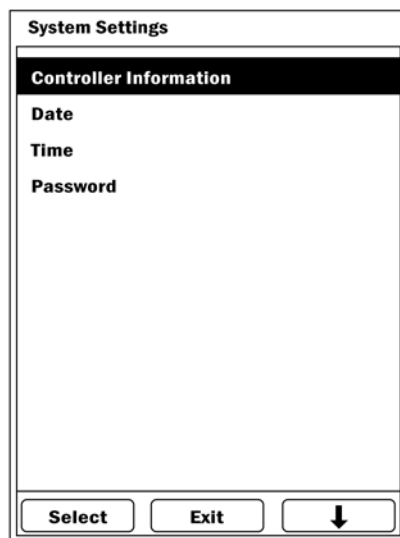 System Settings
Controller Information
Date
Time
Password
Select Exit